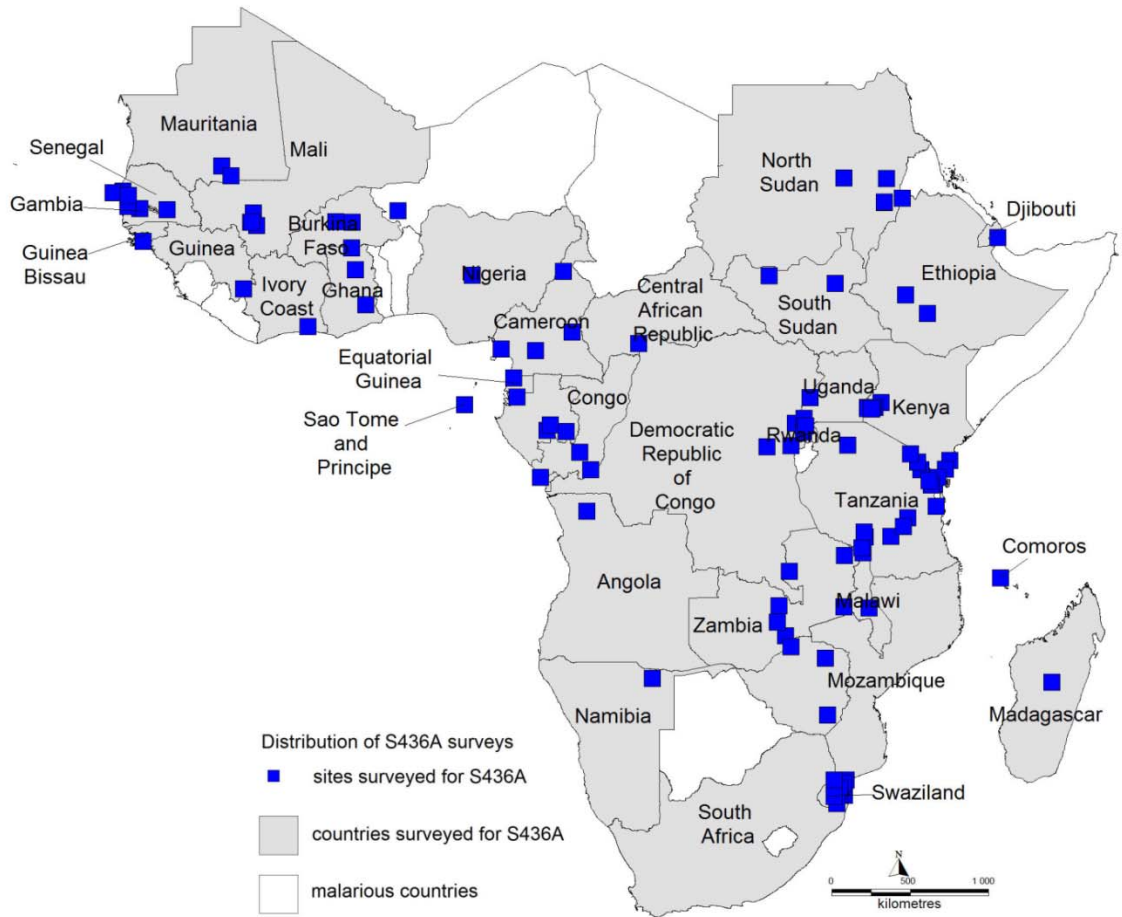 Mauritania
Mali
Senegal
Gambia
Guinea
Bissau
Guinea
Burkina
Faso
Ivory
Coast
Ghana
Nigeria
Cameroon
Central
African
Republic
North
Sudan
South
Sudan
Djibouti
Ethiopia
Equatorial
Guinea
Sao Tome
and
Principe
Congo
Democratic
Republic
of
Congo
Uganda
Kenya
Rwanda
Tanzania
Comoros
Angola
Zambia
Malawi
Mozambique
Madagascar
Namibia
Swaziland
South
Africa
Distribution of S436A surveys
sites surveyed for S436A
countries surveyed for S436A
malarious countries
N
0 500 1 000
kilometres